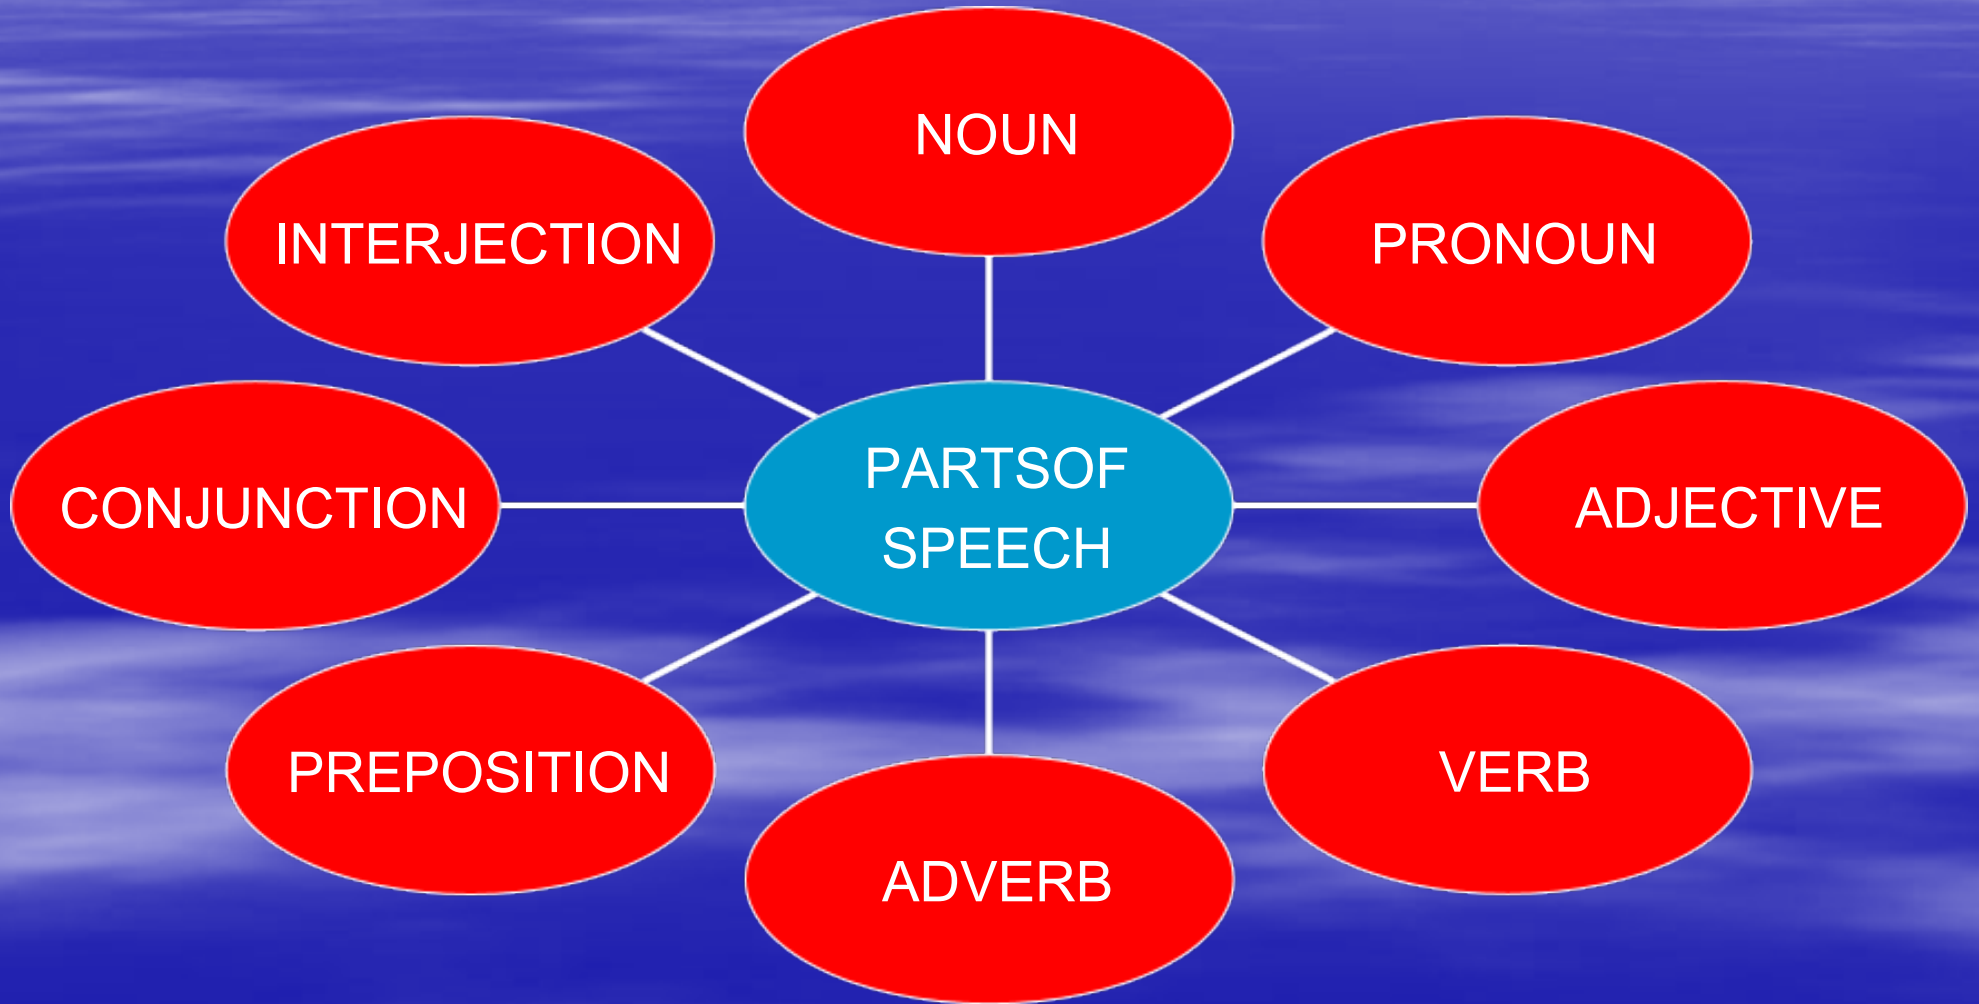 NOUN
INTERJECTION
PRONOUN
PARTSOF
SPEECH
CONJUNCTION
ADJECTIVE
PREPOSITION
VERB
ADVERB